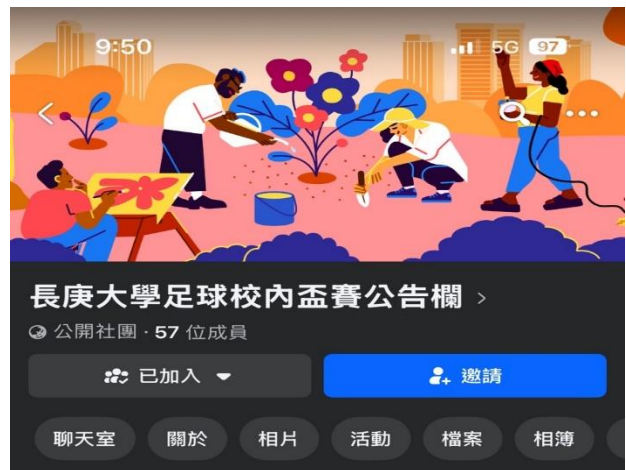 9:50 5G 97
長庚大學足球校內盃賽公告欄
公開社團 · 57 位成員
已加入 邀請
聊天室 關於 相片 活動 檔案 相簿